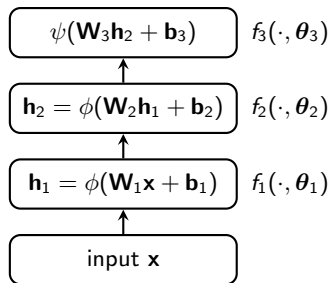 ψ(W₃h₂ + b₃) f₃(·, θ₃)
h₂ = ϕ(W₂h₁ + b₂) f₂(·, θ₂)
h₁ = ϕ(W₁x + b₁) f₁(·, θ₁)
input x